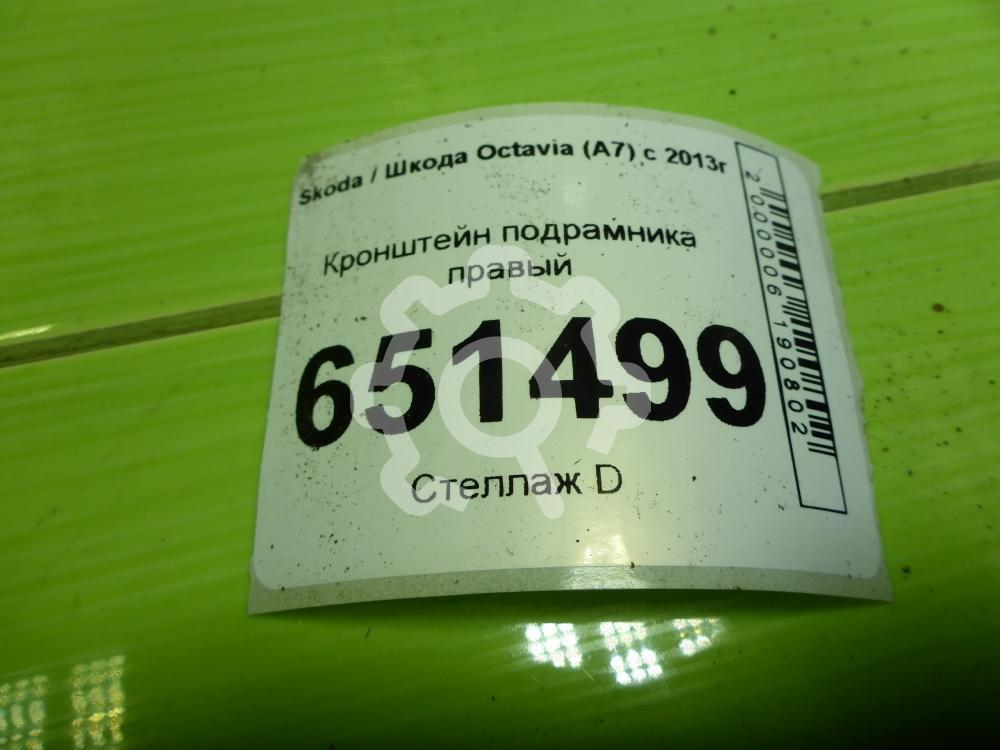 Skoda / Шкода Octavia (A7) с 2013г
Кронштейн подрамника
правый
651499
Стеллаж D
2000006190802